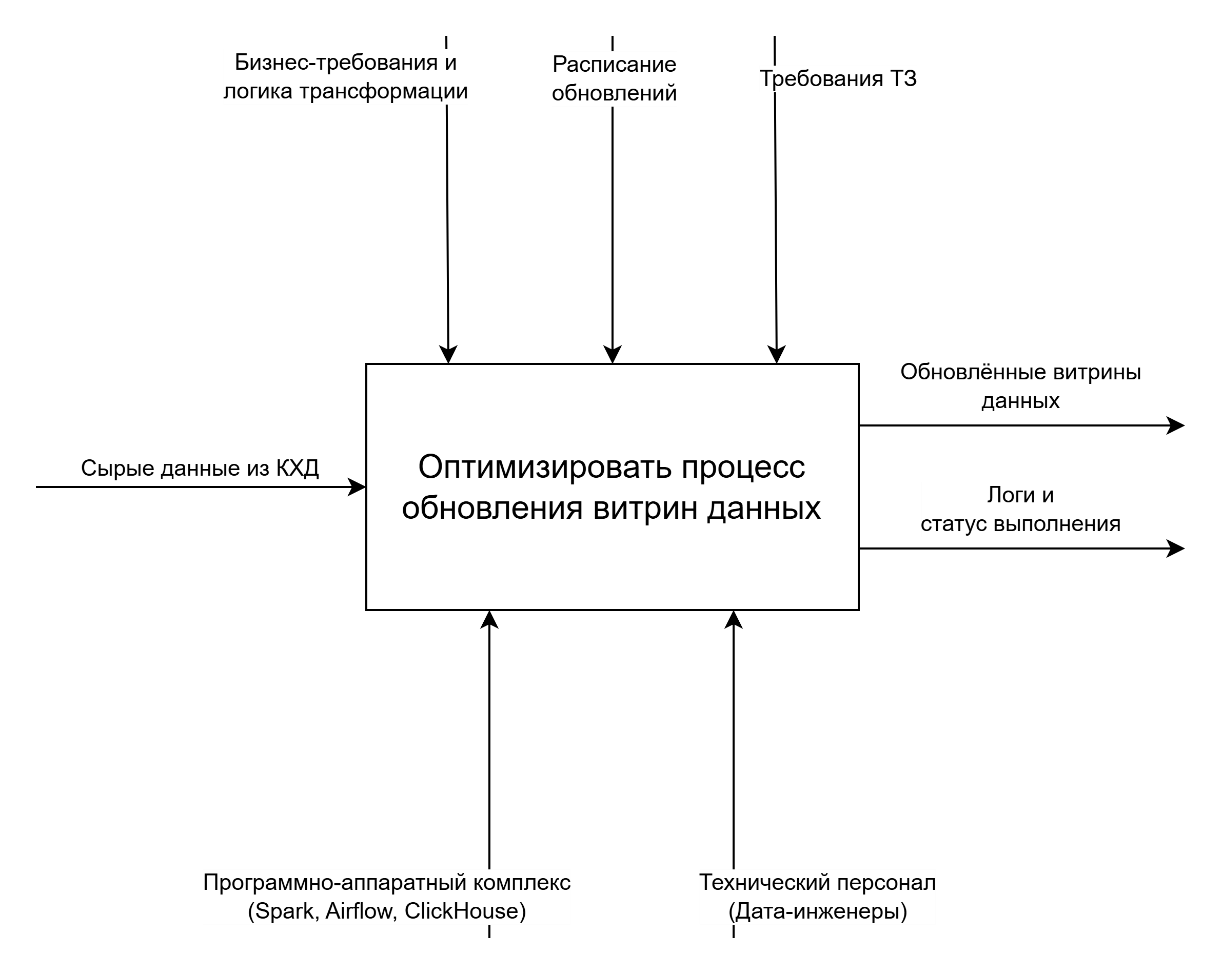 Бизнес-требования и
логика трансформации
Расписание
обновлений
Требования ТЗ
Обновлённые витрины
данных
Сырые данные из КХД
Оптимизировать процесс
обновления витрин данных
Логи и
статус выполнения
Программно-аппаратный комплекс
(Spark, Airflow, ClickHouse)
Технический персонал
(Дата-инженеры)